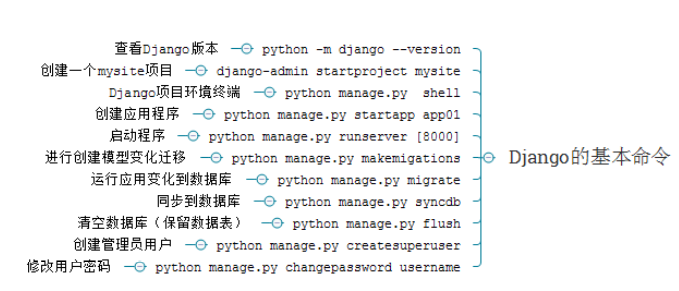 查看Django版本 python -m django --version
创建一个mysite项目 django-admin startproject mysite
Django项目环境终端 python manage.py shell
创建应用程序 python manage.py startapp app01
启动程序 python manage.py runserver [8000]
进行创建模型变化迁移 python manage.py makemigations
运行应用变化到数据库 python manage.py migrate
同步到数据库 python manage.py syncdb
清空数据库（保留数据表） python manage.py flush
创建管理员用户 python manage.py createsuperuser
修改用户密码 python manage.py changepassword username
Django的基本命令